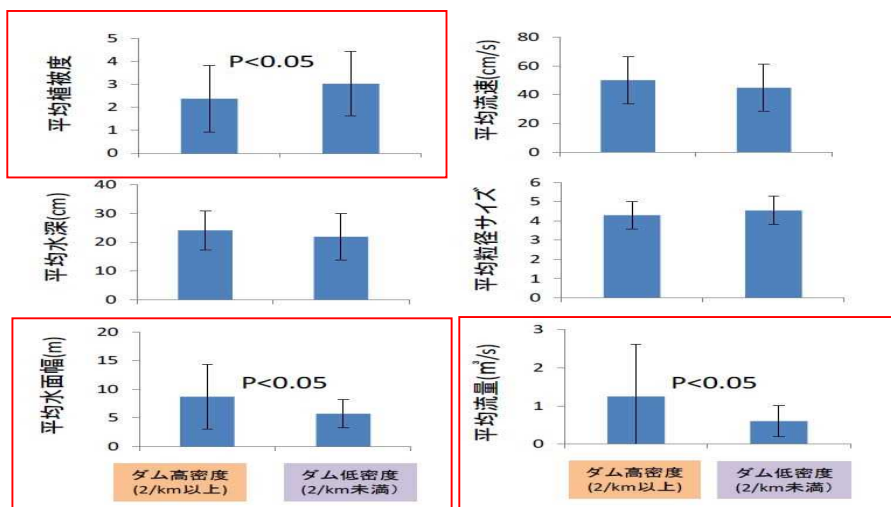 平均植被度
5
4
3
2
1
0
P<0.05
平均流速(cm/s)
80
60
40
20
0
平均水深(cm)
40
30
20
10
0
平均粒径サイズ
6
5
4
3
2
1
0
平均水面幅(m)
20
15
10
5
0
P<0.05
平均流量(m³/s)
3
2
1
0
P<0.05
ダム高密度
(2/km以上)
ダム低密度
(2/km未満)
ダム高密度
(2/km以上)
ダム低密度
(2/km未満)